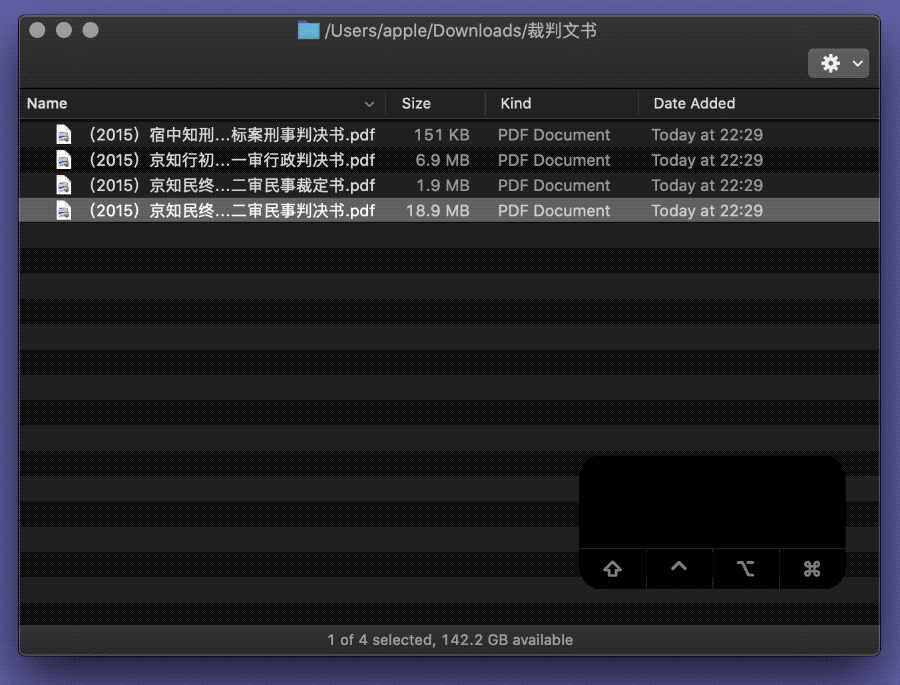 /Users/apple/Downloads/裁判文书
Name Size Kind Date Added
（2015）宿中知刑...标案刑事判决书.pdf 151 KB PDF Document Today at 22:29
（2015）京知行初...一审行政判决书.pdf 6.9 MB PDF Document Today at 22:29
（2015）京知民终...二审民事裁定书.pdf 1.9 MB PDF Document Today at 22:29
（2015）京知民终...二审民事判决书.pdf 18.9 MB PDF Document Today at 22:29
1 of 4 selected, 142.2 GB available